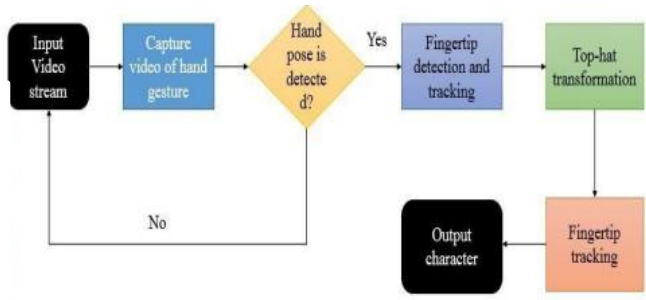 Input
Video
stream
Capture
video of hand
gesture
Hand
pose is
detecte
d?
Yes
Fingertip
detection and
tracking
Top-hat
transformation
No
Output
character
Fingertip
tracking